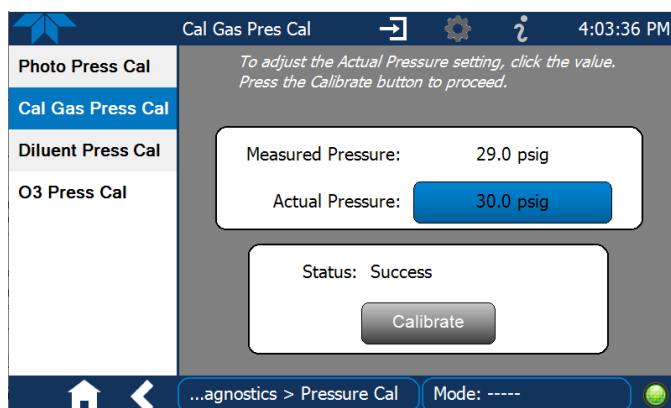 Cal Gas Pres Cal
4:03:36 PM
Photo Press Cal
Cal Gas Press Cal
Diluent Press Cal
O3 Press Cal
To adjust the Actual Pressure setting, click the value.
Press the Calibrate button to proceed.
Measured Pressure: 29.0 psig
Actual Pressure: 30.0 psig
Status: Success
Calibrate
...agnostics > Pressure Cal
Mode: -----